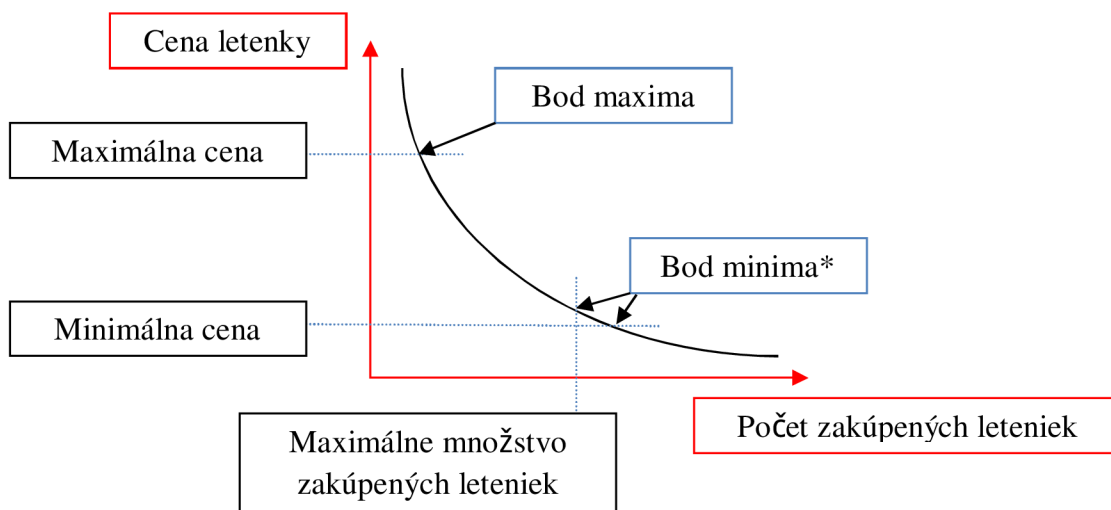 Cena letenky
Bod maxima
Maximálna cena
Bod minima*
Minimálna cena
Počet zakúpených leteniek
Maximálne množstvo
zakúpených leteniek